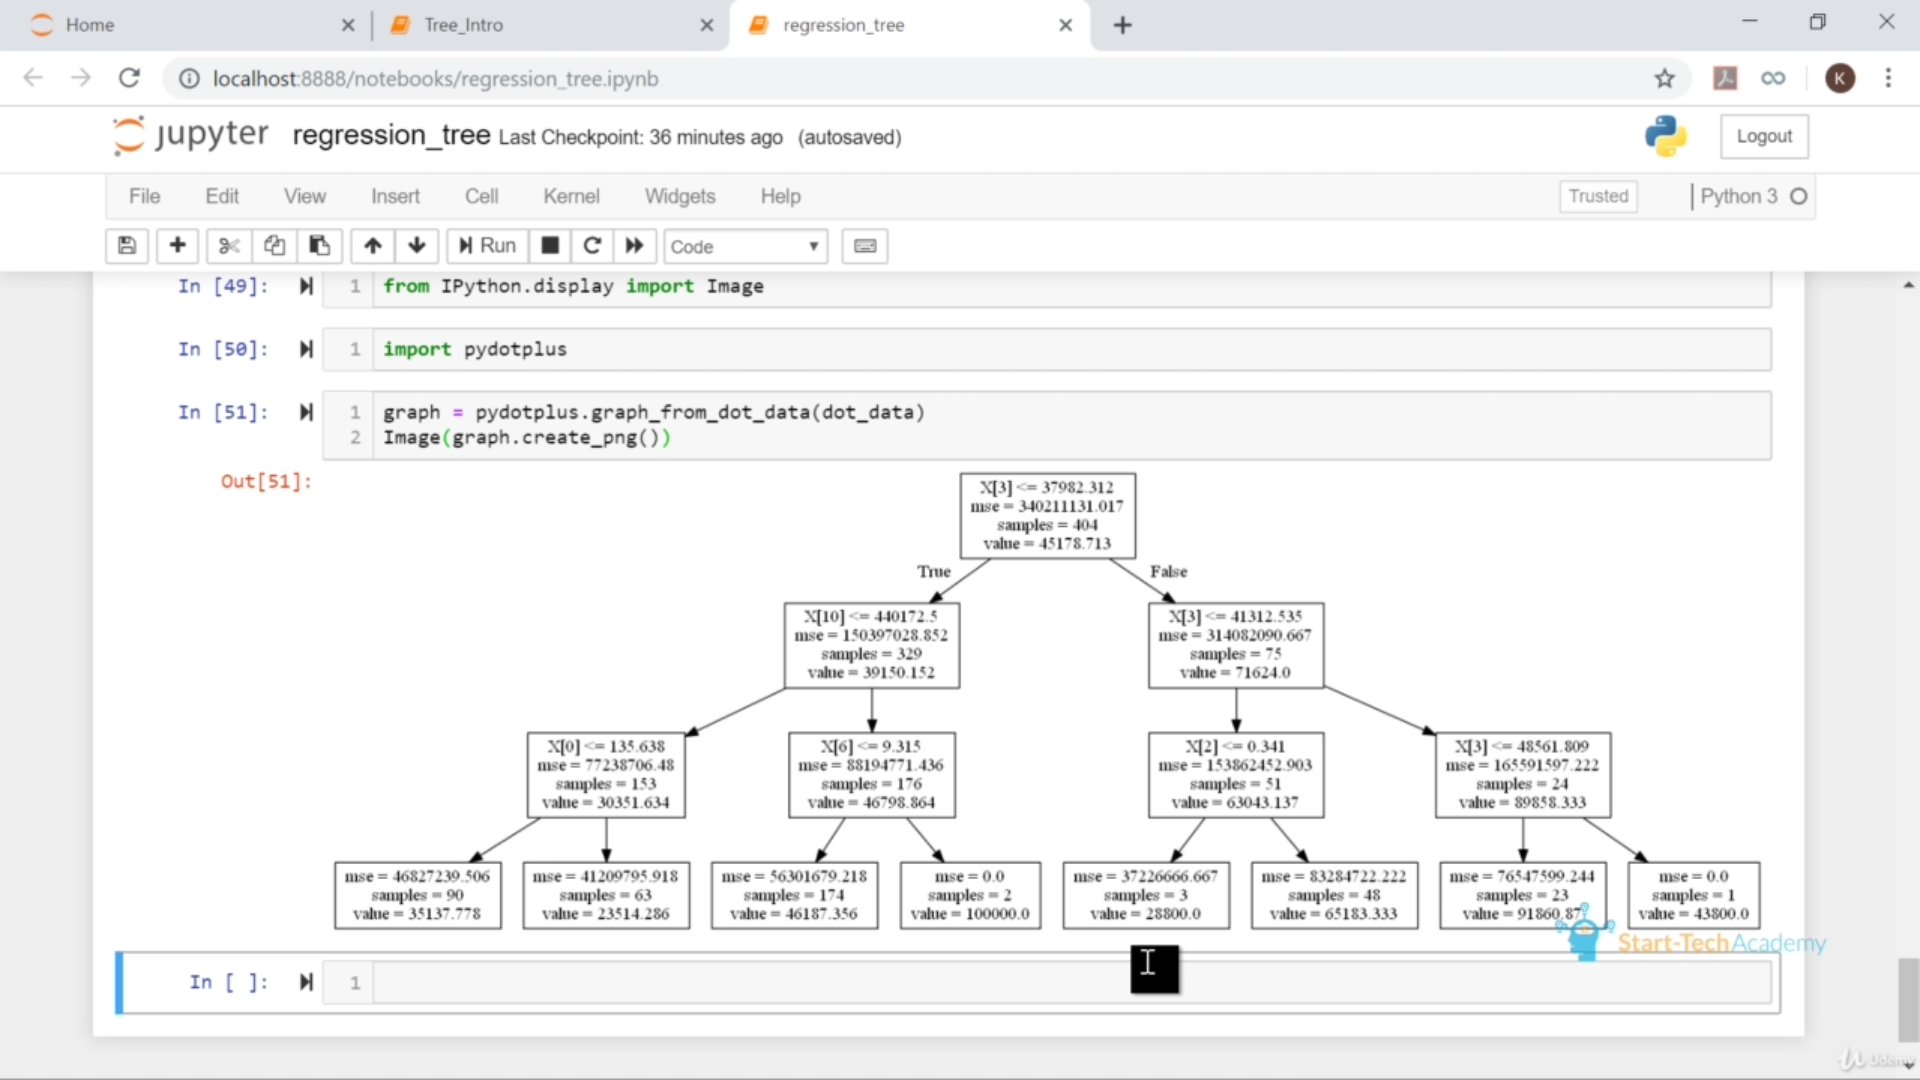 Home
Tree_Intro
regression_tree
localhost:8888/notebooks/regression_tree.ipynb
K
jupyter regression_tree Last Checkpoint: 36 minutes ago (autosaved)
Logout
File Edit View Insert Cell Kernel Widgets Help
Trusted
Python 3
Run
Code
In [49]:
1 from IPython.display import Image
In [50]:
1 import pydotplus
In [51]:
1 graph = pydotplus.graph_from_dot_data(dot_data)
2 Image(graph.create_png())
Out[51]:
X[3] <= 37982.312
mse = 340211131.017
samples = 404
value = 45178.713
True
False
X[10] <= 440172.5
mse = 150397028.852
samples = 329
value = 39150.152
X[3] <= 41312.535
mse = 314082090.667
samples = 75
value = 71624.0
X[0] <= 135.638
mse = 77238706.48
samples = 153
value = 30351.634
X[6] <= 9.315
mse = 88194771.436
samples = 176
value = 46798.864
X[2] <= 0.341
mse = 153862452.903
samples = 51
value = 63043.137
X[3] <= 48561.809
mse = 165591597.222
samples = 24
value = 89858.333
mse = 46827239.506
samples = 90
value = 35137.778
mse = 41209795.918
samples = 63
value = 23514.286
mse = 56301679.218
samples = 174
value = 46187.356
mse = 0.0
samples = 2
value = 100000.0
mse = 37226666.667
samples = 3
value = 28800.0
mse = 83284722.222
samples = 48
value = 65183.333
mse = 76547599.244
samples = 23
value = 91860.87
mse = 0.0
samples = 1
value = 43800.0
Start-Tech Academy
In [ ]:
1
Udemy